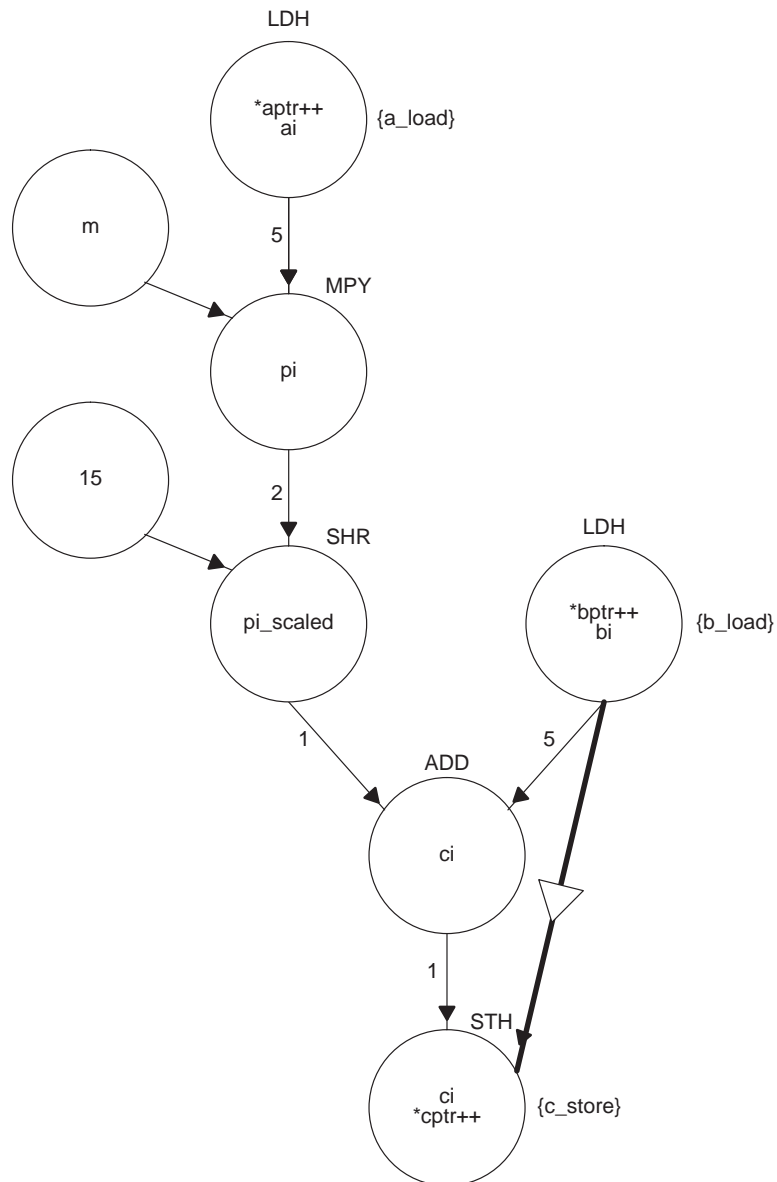 LDH
*aptr++
ai
{a_load}
m
5
MPY
pi
15
2
SHR
pi_scaled
LDH
*bptr++
bi
{b_load}
1
5
ADD
ci
1
STH
ci
*cptr++
{c_store}